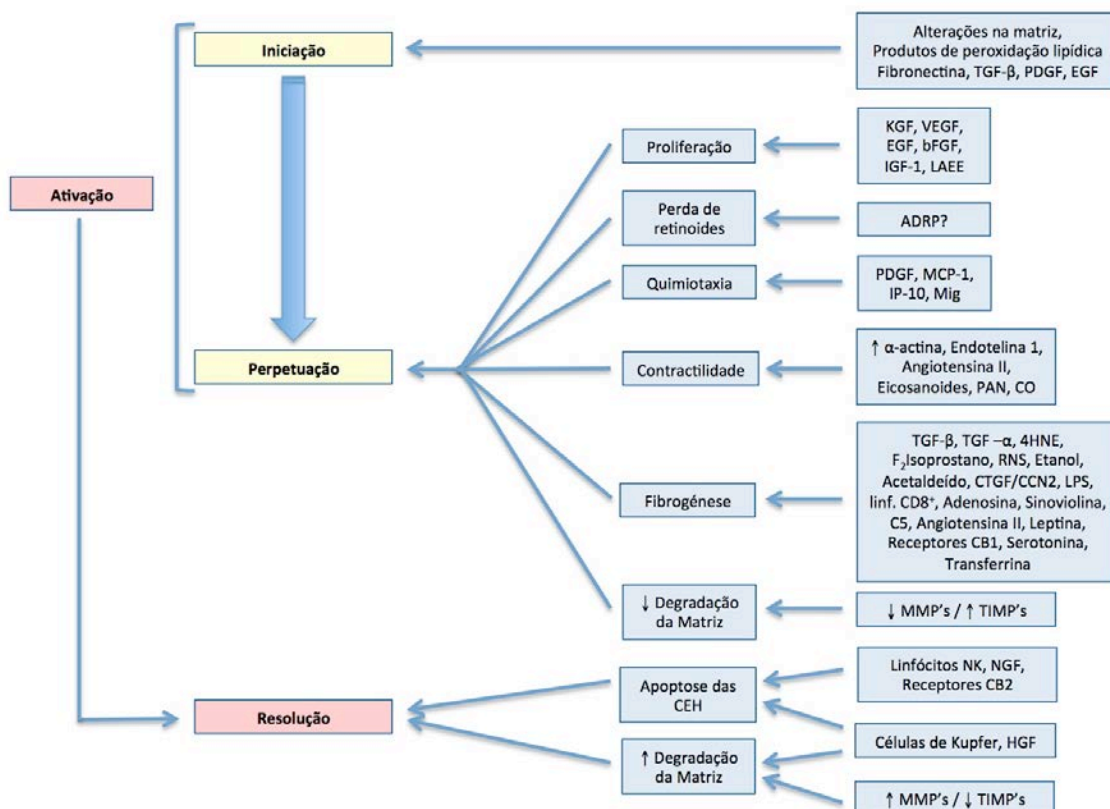 Iniciação
Alterações na matriz,
Produtos de peroxidação lipídica
Fibronectina, TGF-β, PDGF, EGF
Proliferação
KGF, VEGF,
EGF, bFGF,
IGF-1, LAEE
Ativação
Perda de
retinoides
ADRP?
Quimiotaxia
PDGF, MCP-1,
IP-10, Mig
Perpetuação
Contractilidade
↑ α-actina, Endotelina 1,
Angiotensina II,
Eicosanoides, PAN, CO
Fibrogénese
TGF-β, TGF –α, 4HNE,
F₂Isoprostano, RNS, Etanol,
Acetaldeído, CTGF/CCN2, LPS,
linf. CD8⁺, Adenosina, Sinoviolina,
C5, Angiotensina II, Leptina,
Receptores CB1, Serotonina,
Transferrina
↓ Degradação
da Matriz
↓ MMP's / ↑ TIMP's
Resolução
Apoptose das
CEH
Linfócitos NK, NGF,
Receptores CB2
Células de Kupfer, HGF
↑ Degradação
da Matriz
↑ MMP's / ↓ TIMP's